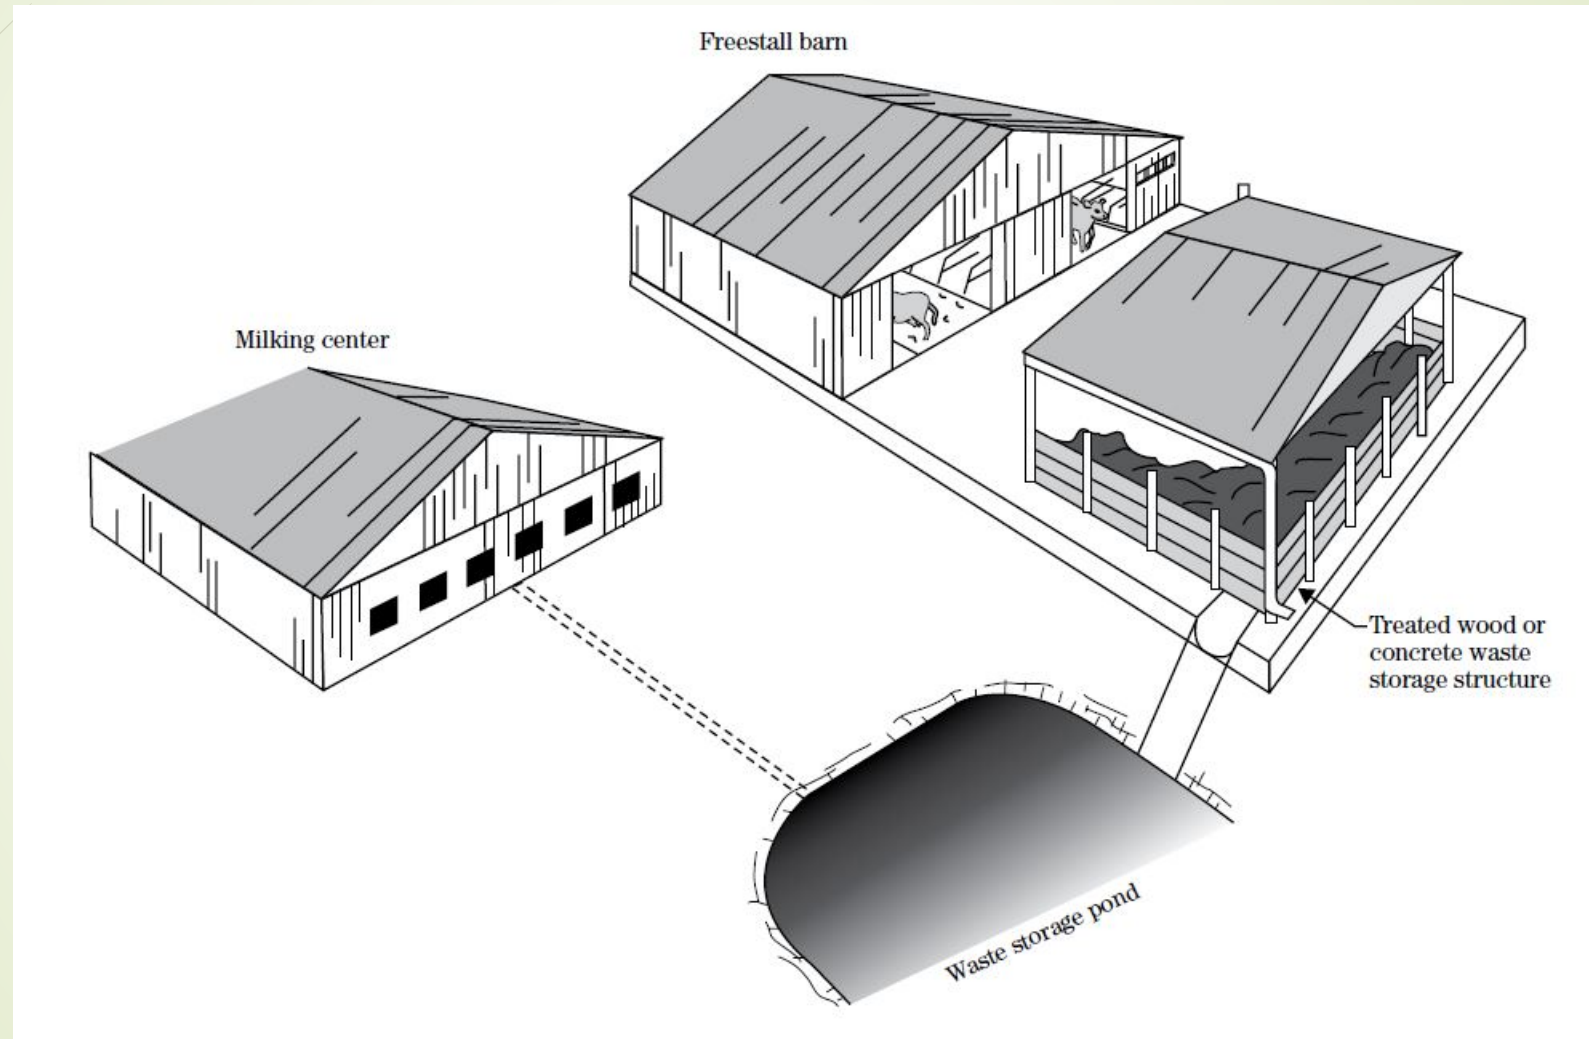 Freestall barn
Milking center
Treated wood or
concrete waste
storage structure
Waste storage pond